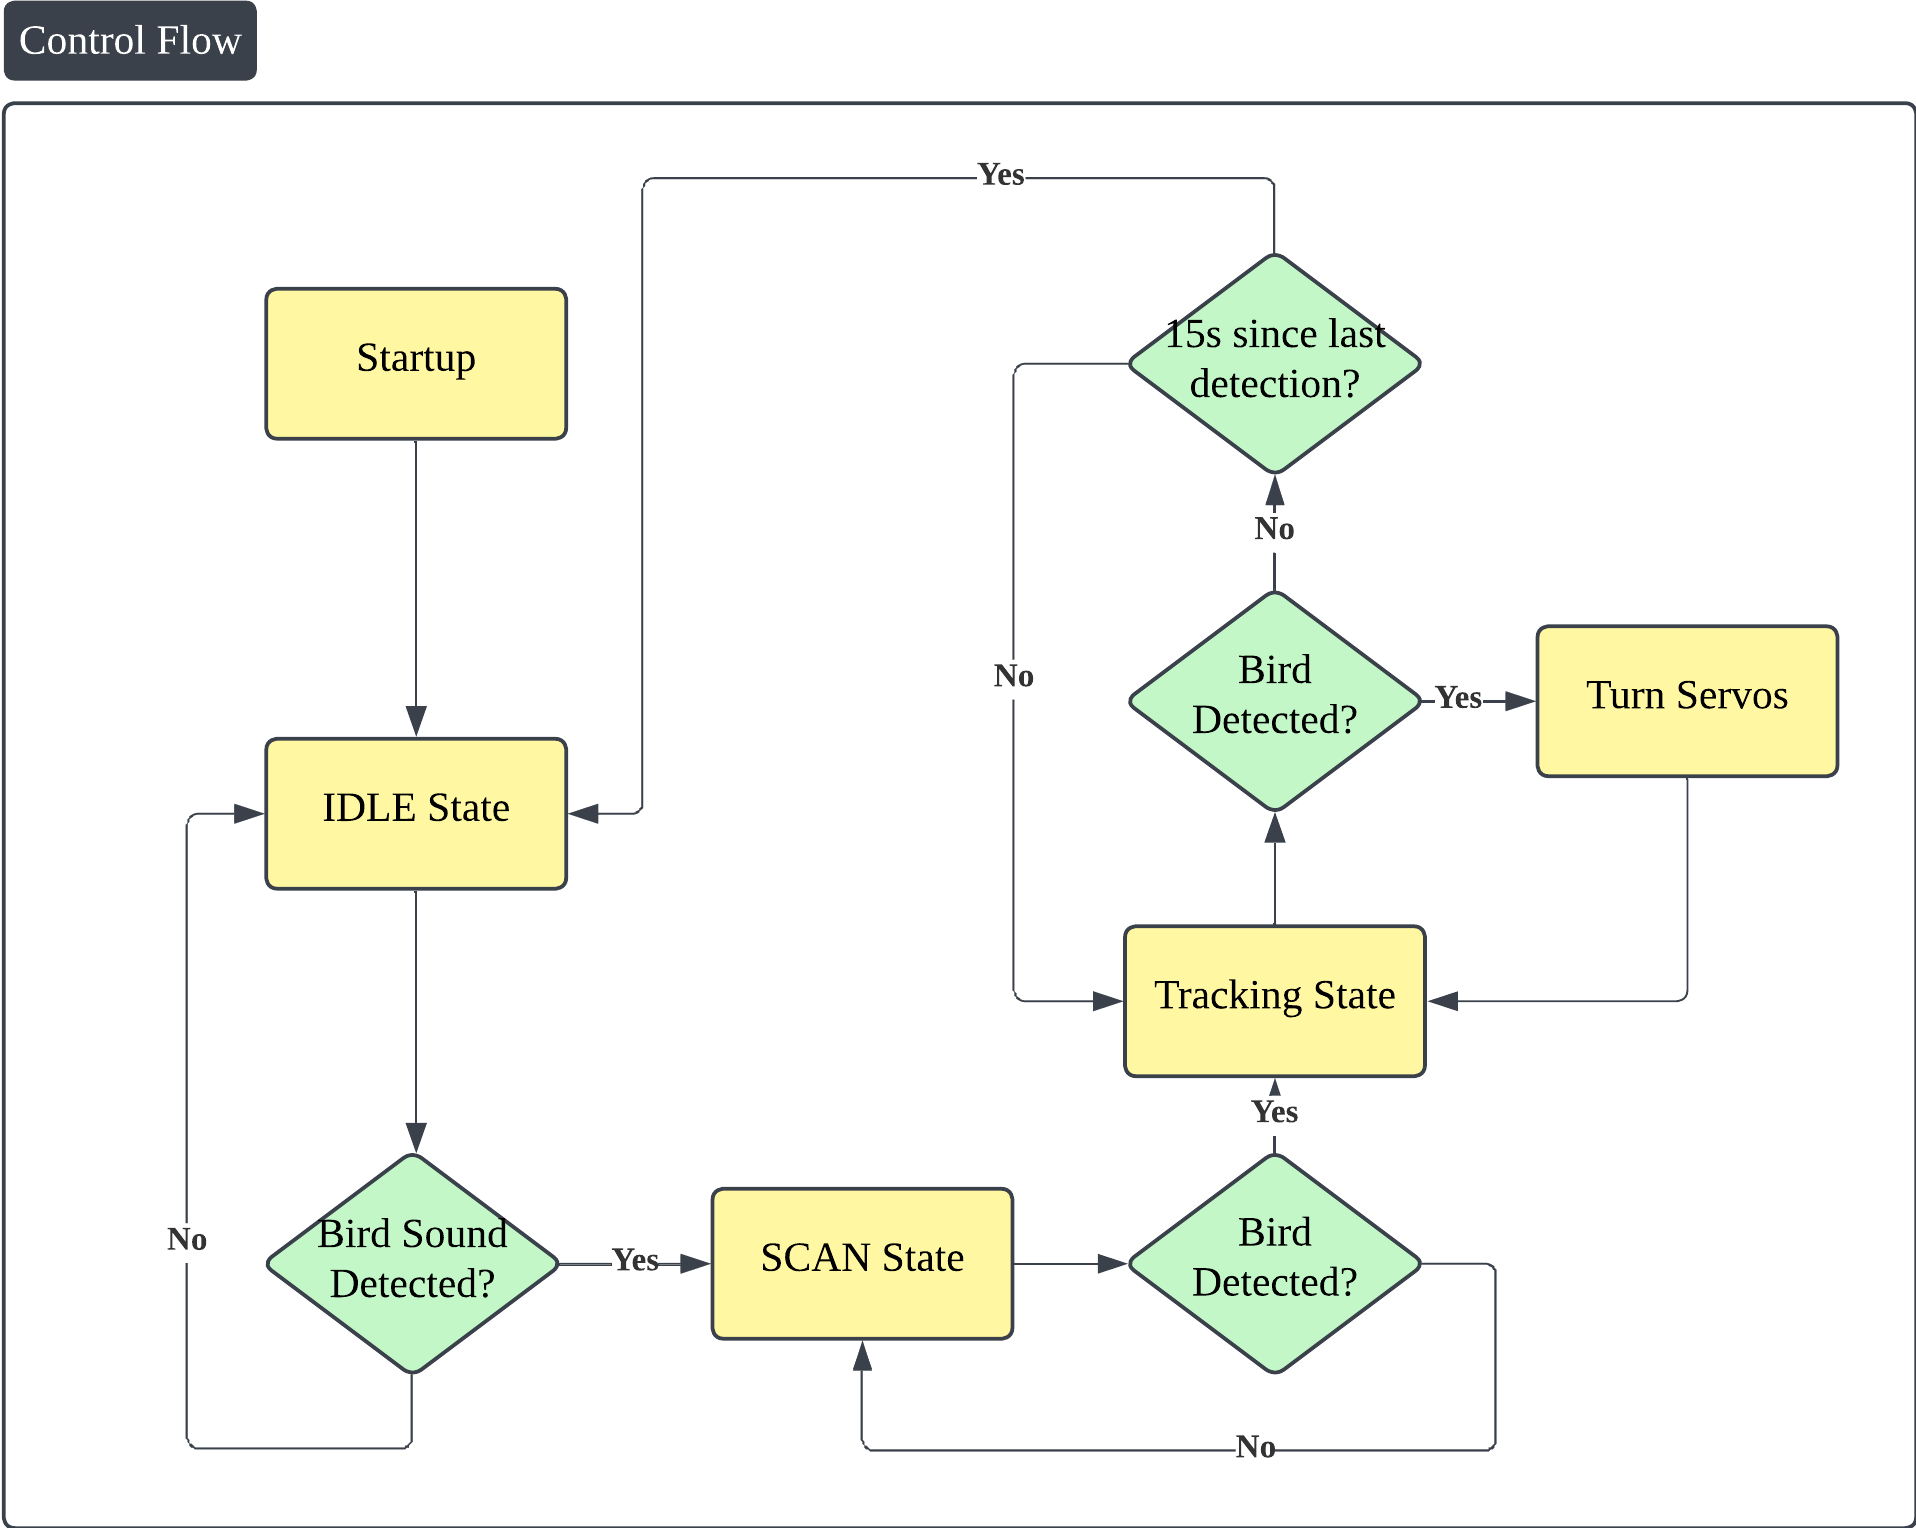 Control Flow
Yes
15s since last
detection?
Startup
No
Bird
Detected?
Yes
Turn Servos
No
IDLE State
Tracking State
Yes
Bird Sound
Detected?
No
Yes
SCAN State
Bird
Detected?
No